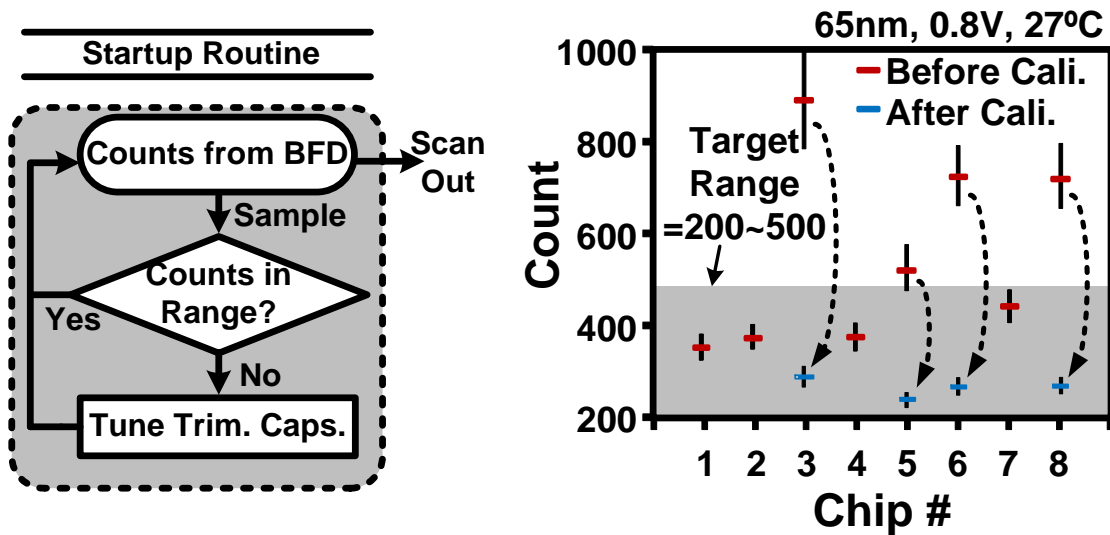 Startup Routine
Counts from BFD
Scan
Out
Sample
Counts in
Range?
Yes
No
Tune Trim. Caps.
65nm, 0.8V, 27ºC
Before Cali.
After Cali.
Target
Range
=200~500
Count
1000
800
600
400
200
1 2 3 4 5 6 7 8
Chip #